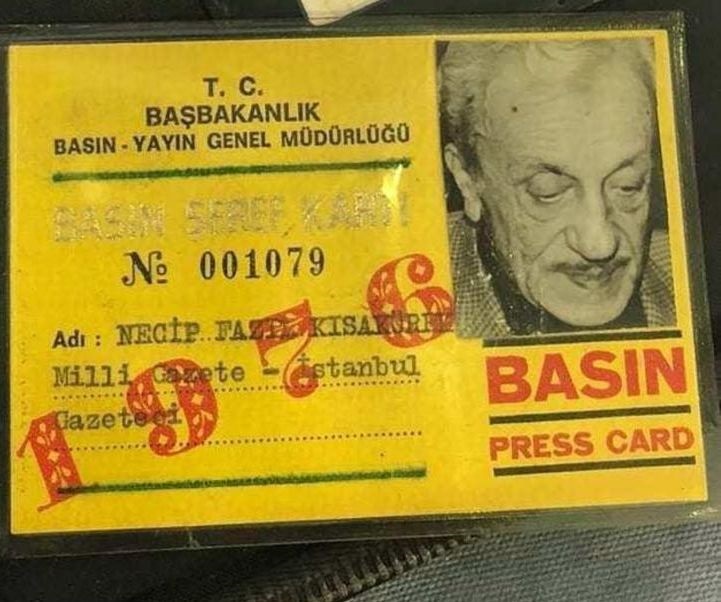 T. C.
BAŞBAKANLIK
BASIN - YAYIN GENEL MÜDÜRLÜĞÜ
BASIN ŞEREF KARTI
№ 001079
Adı : NECİP FAZIL KISAKÜREK
Milli Gazete - İstanbul
Gazeteci
1976
BASIN
PRESS CARD